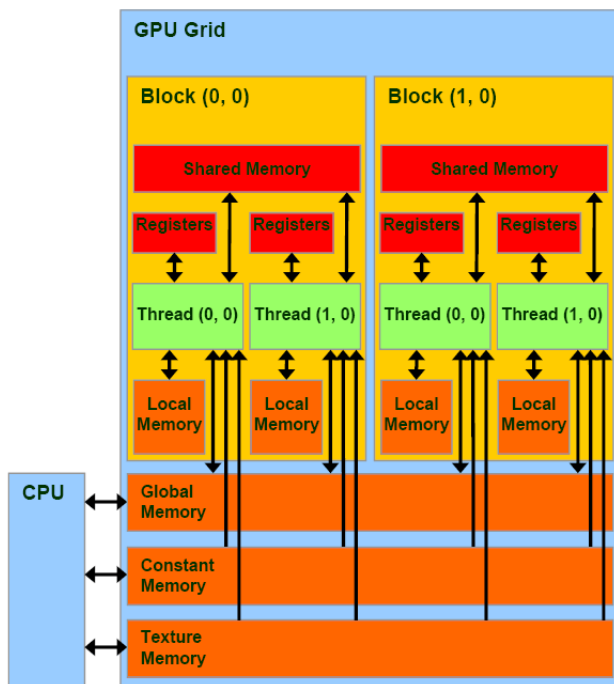 GPU Grid
Block (0, 0)
Block (1, 0)
Shared Memory
Shared Memory
Registers
Registers
Registers
Registers
Thread (0, 0)
Thread (1, 0)
Thread (0, 0)
Thread (1, 0)
Local
Memory
Local
Memory
Local
Memory
Local
Memory
CPU
Global
Memory
Constant
Memory
Texture
Memory